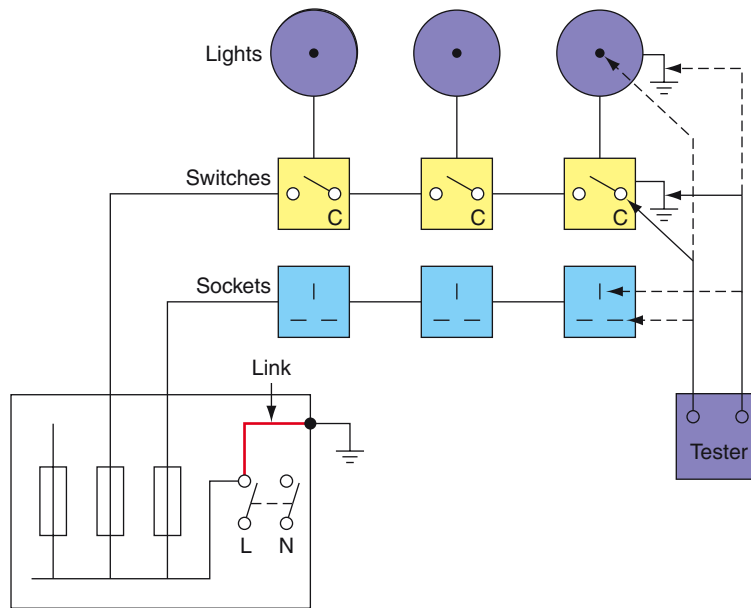 Lights
Switches
C
C
C
Sockets
Link
L
N
Tester